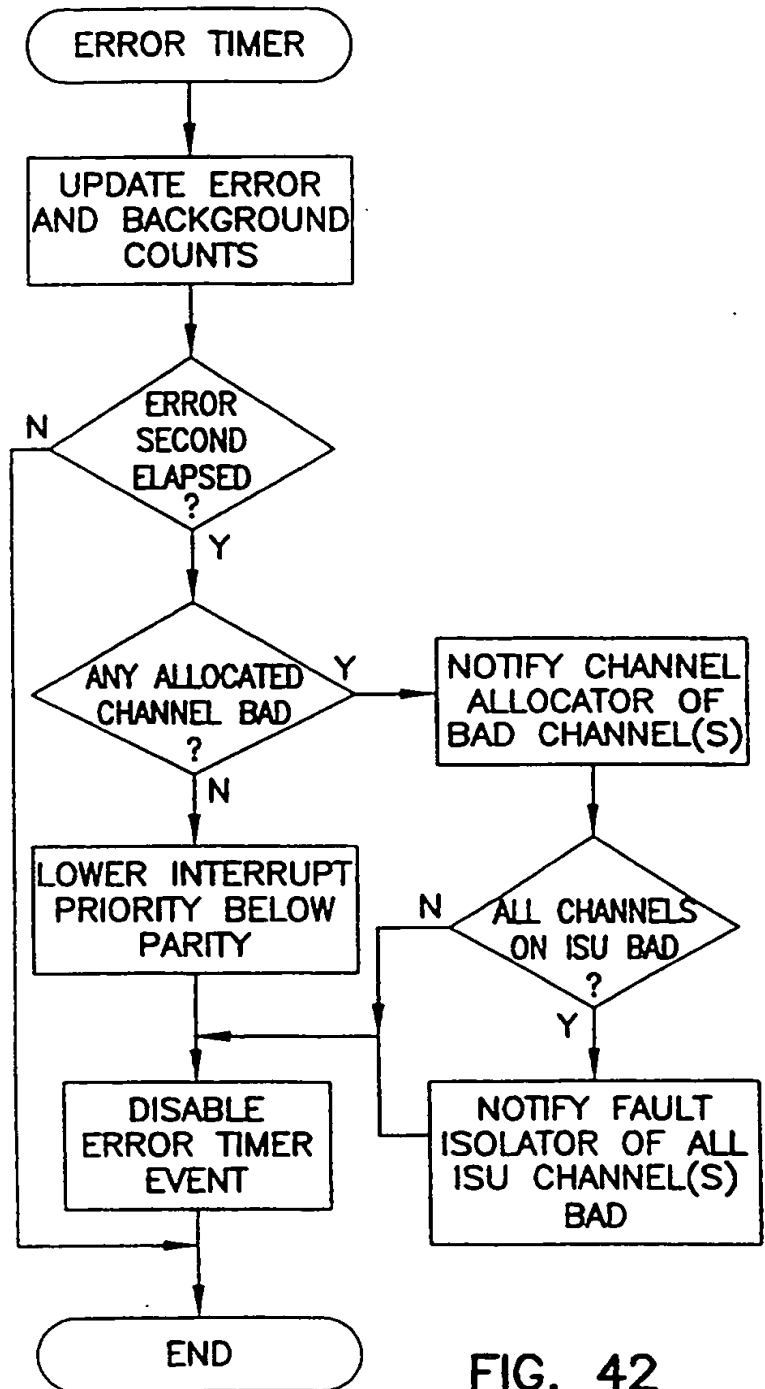 ERROR TIMER
UPDATE ERROR
AND BACKGROUND
COUNTS
ERROR
SECOND
ELAPSED
?
N
Y
ANY ALLOCATED
CHANNEL BAD
?
Y
N
NOTIFY CHANNEL
ALLOCATOR OF
BAD CHANNEL(S)
LOWER INTERRUPT
PRIORITY BELOW
PARITY
ALL CHANNELS
ON ISU BAD
?
N
Y
DISABLE
ERROR TIMER
EVENT
NOTIFY FAULT
ISOLATOR OF ALL
ISU CHANNEL(S)
BAD
END
FIG. 42